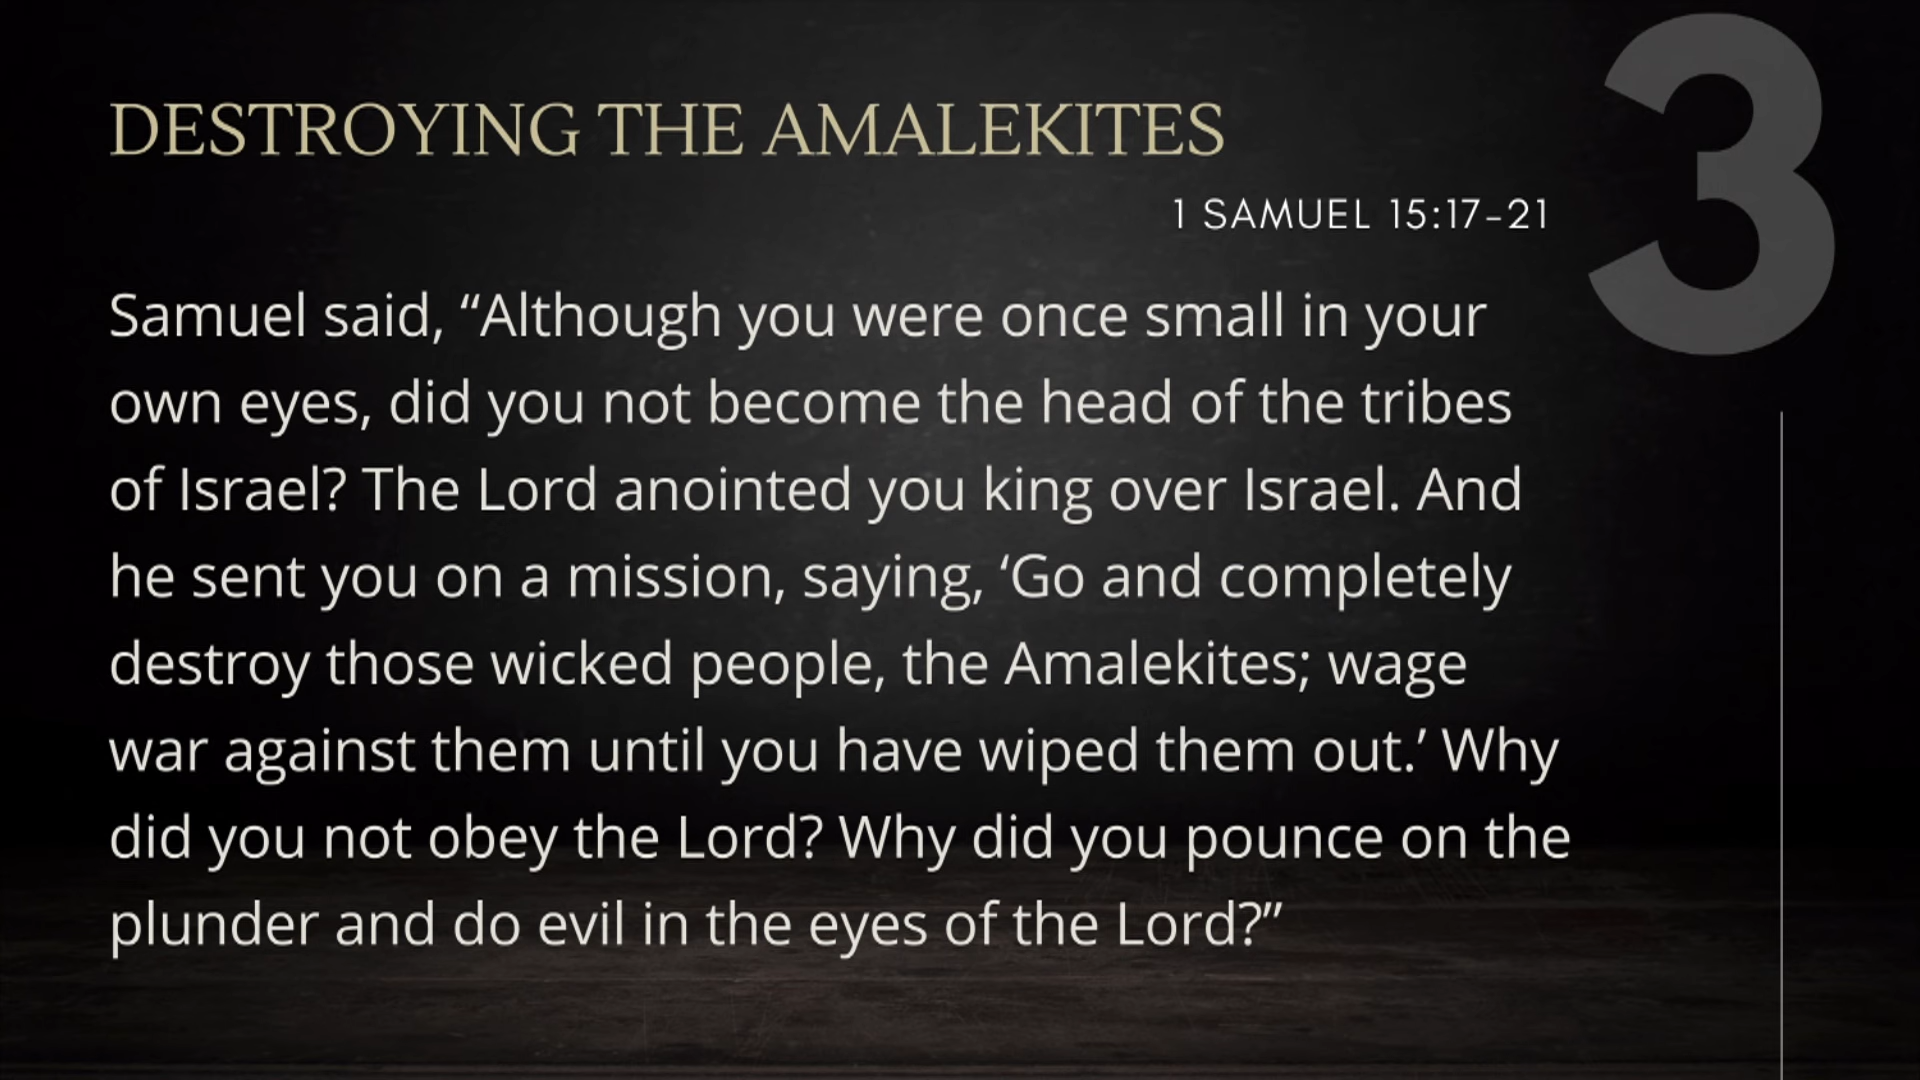 3
DESTROYING THE AMALEKITES
1 SAMUEL 15:17-21
Samuel said, “Although you were once small in your
own eyes, did you not become the head of the tribes
of Israel? The Lord anointed you king over Israel. And
he sent you on a mission, saying, ‘Go and completely
destroy those wicked people, the Amalekites; wage
war against them until you have wiped them out.’ Why
did you not obey the Lord? Why did you pounce on the
plunder and do evil in the eyes of the Lord?”